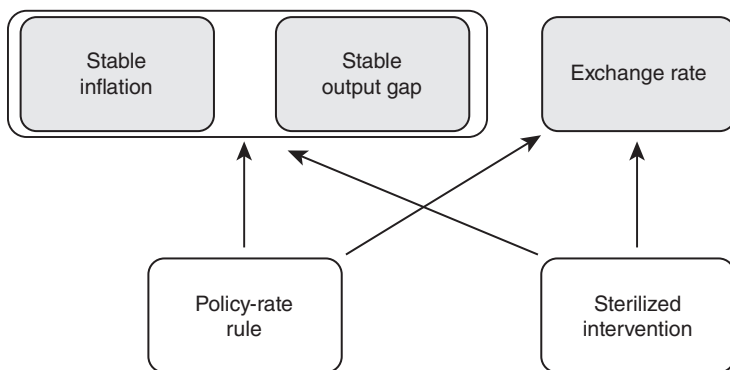 Stable
inflation
Stable
output gap
Exchange rate
Policy-rate
rule
Sterilized
intervention